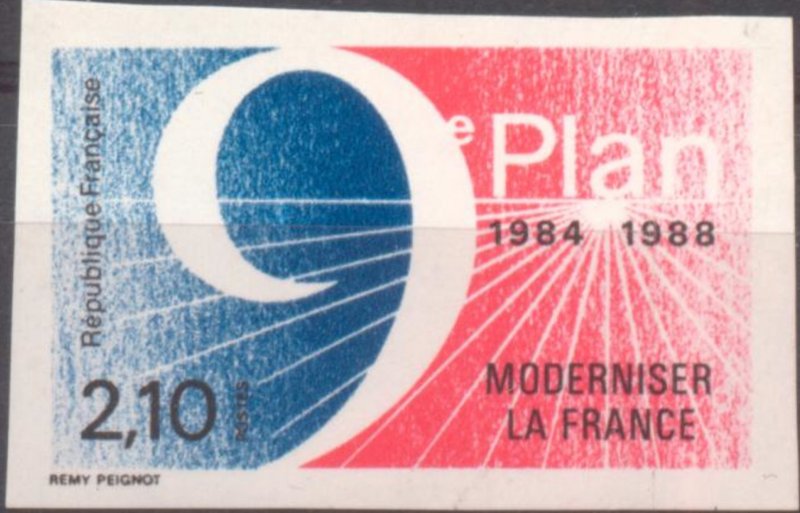 République Française
9e Plan
1984 1988
MODERNISER
LA FRANCE
2,10
POSTES
REMY PEIGNOT